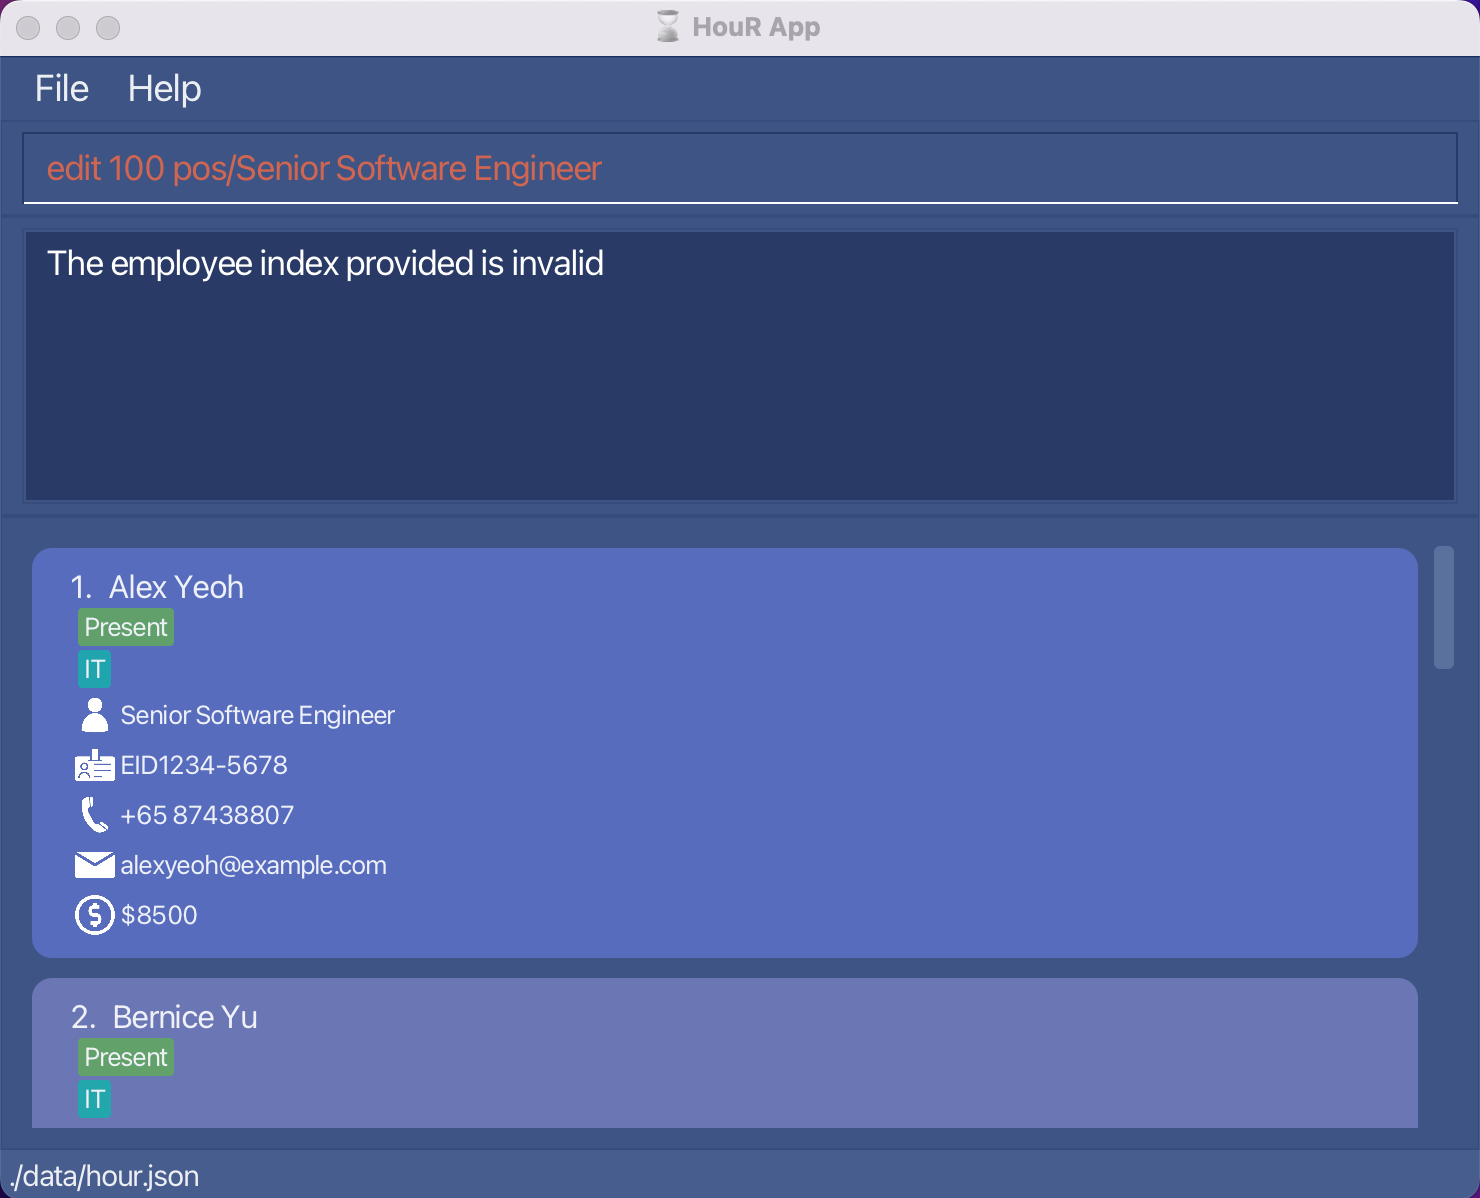 HouR App
File Help
edit 100 pos/Senior Software Engineer
The employee index provided is invalid
1. Alex Yeoh
Present
IT
Senior Software Engineer
EID1234-5678
+65 87438807
alexyeoh@example.com
$8500
2. Bernice Yu
Present
IT
./data/hour.json